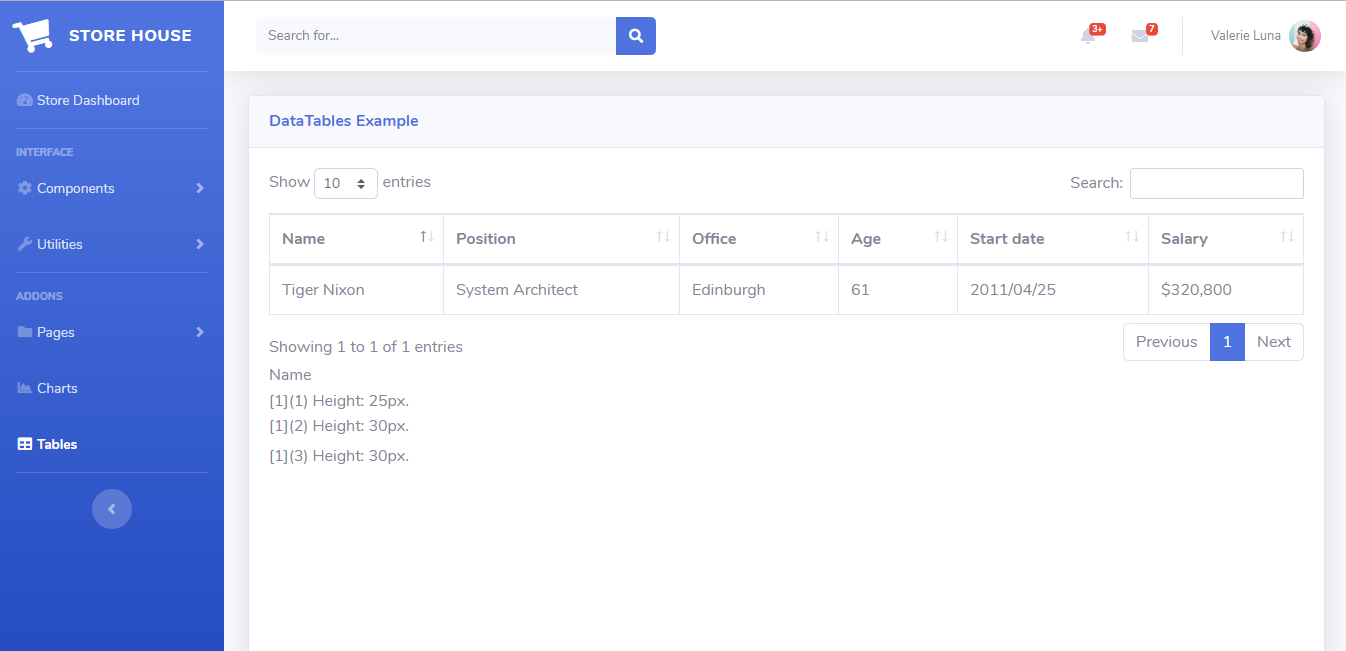 STORE HOUSE
Search for...
3+
7
Valerie Luna
Store Dashboard
INTERFACE
Components
Utilities
ADDONS
Pages
Charts
Tables
DataTables Example
Show 10 entries
Search:
Name Position Office Age Start date Salary
Tiger Nixon System Architect Edinburgh 61 2011/04/25 $320,800
Showing 1 to 1 of 1 entries
Previous 1 Next
Name
[1](1) Height: 25px.
[1](2) Height: 30px.
[1](3) Height: 30px.